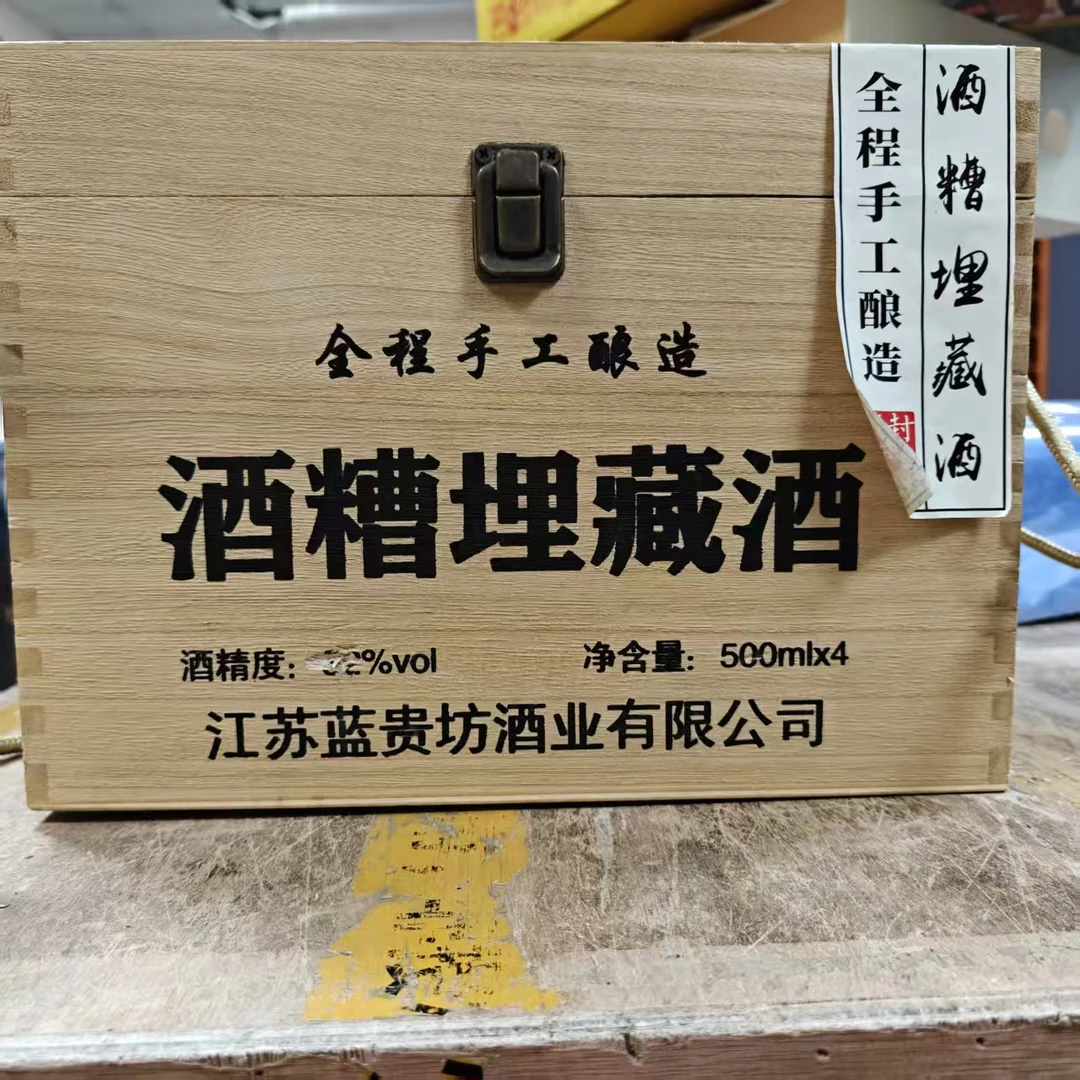 全程手工酿造
酒糟埋藏酒
酒精度: %vol
净含量: 500mlx4
江苏蓝贵坊酒业有限公司
酒糟埋藏酒
全程手工酿造
封